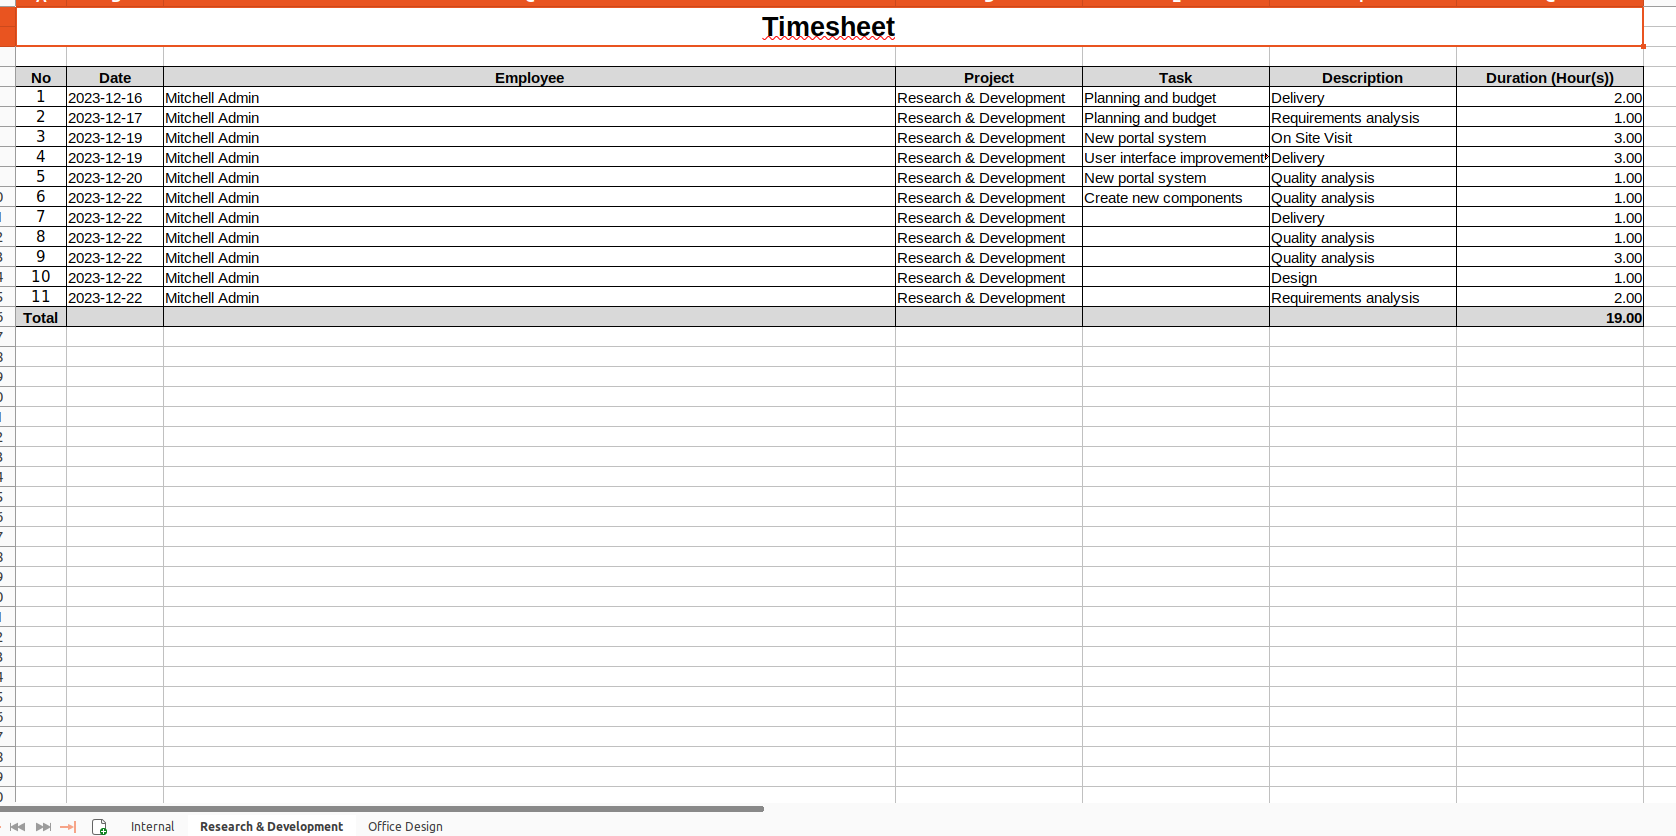 Timesheet
No Date Employee Project Task Description Duration (Hour(s))
1 2023-12-16 Mitchell Admin Research & Development Planning and budget Delivery 2.00
2 2023-12-17 Mitchell Admin Research & Development Planning and budget Requirements analysis 1.00
3 2023-12-19 Mitchell Admin Research & Development New portal system On Site Visit 3.00
4 2023-12-19 Mitchell Admin Research & Development User interface improvement Delivery 3.00
5 2023-12-20 Mitchell Admin Research & Development New portal system Quality analysis 1.00
6 2023-12-22 Mitchell Admin Research & Development Create new components Quality analysis 1.00
7 2023-12-22 Mitchell Admin Research & Development Delivery 1.00
8 2023-12-22 Mitchell Admin Research & Development Quality analysis 1.00
9 2023-12-22 Mitchell Admin Research & Development Quality analysis 3.00
10 2023-12-22 Mitchell Admin Research & Development Design 1.00
11 2023-12-22 Mitchell Admin Research & Development Requirements analysis 2.00
Total 19.00
Internal Research & Development Office Design